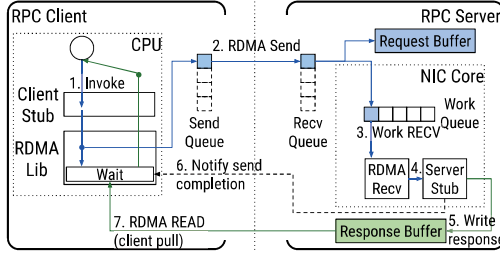 RPC Client
RPC Server
CPU
2. RDMA Send
Request Buffer
1. Invoke
NIC Core
Client
Stub
Send
Queue
Recv
Queue
Work
Queue
3. Work RECV
RDMA
Lib
Wait
6. Notify send
completion
RDMA
Recv
4.
Server
Stub
7. RDMA READ
(client pull)
Response Buffer
5. Write
response